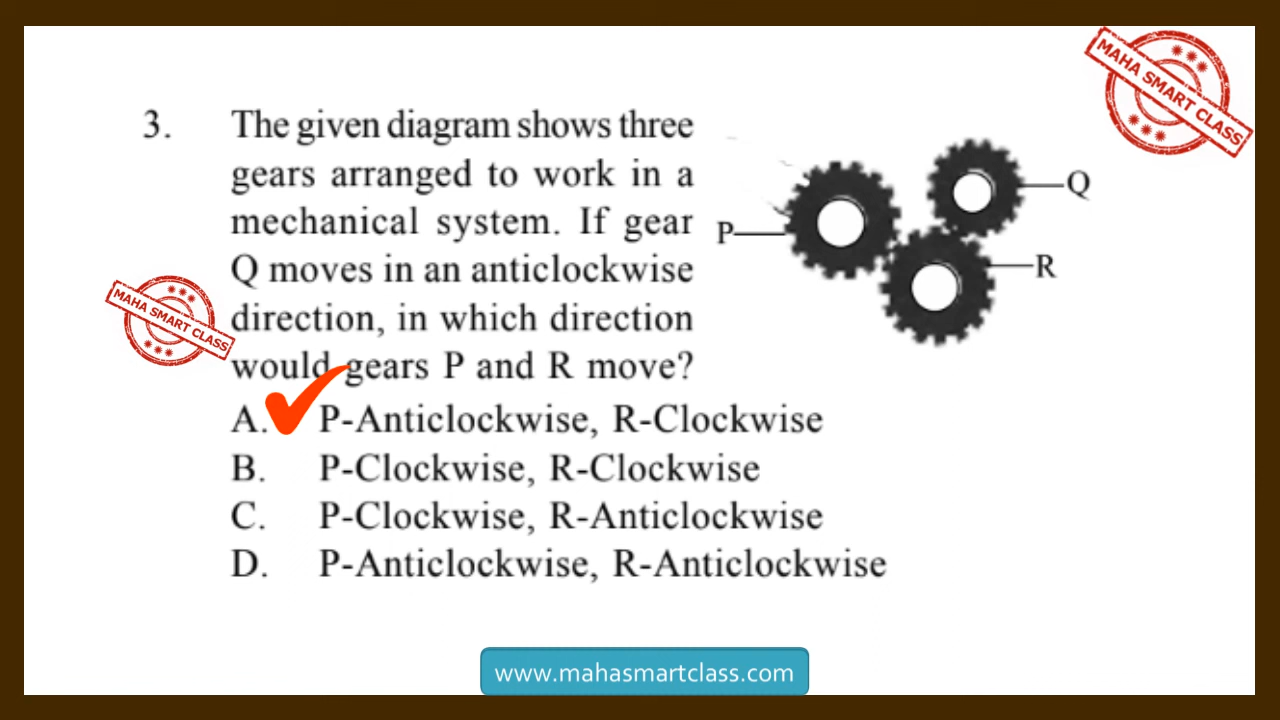 MAHA SMART CLASS
3. The given diagram shows three
gears arranged to work in a
mechanical system. If gear
Q moves in an anticlockwise
direction, in which direction
would gears P and R move?
P
Q
R
MAHA SMART CLASS
A. P-Anticlockwise, R-Clockwise
B. P-Clockwise, R-Clockwise
C. P-Clockwise, R-Anticlockwise
D. P-Anticlockwise, R-Anticlockwise
www.mahasmartclass.com